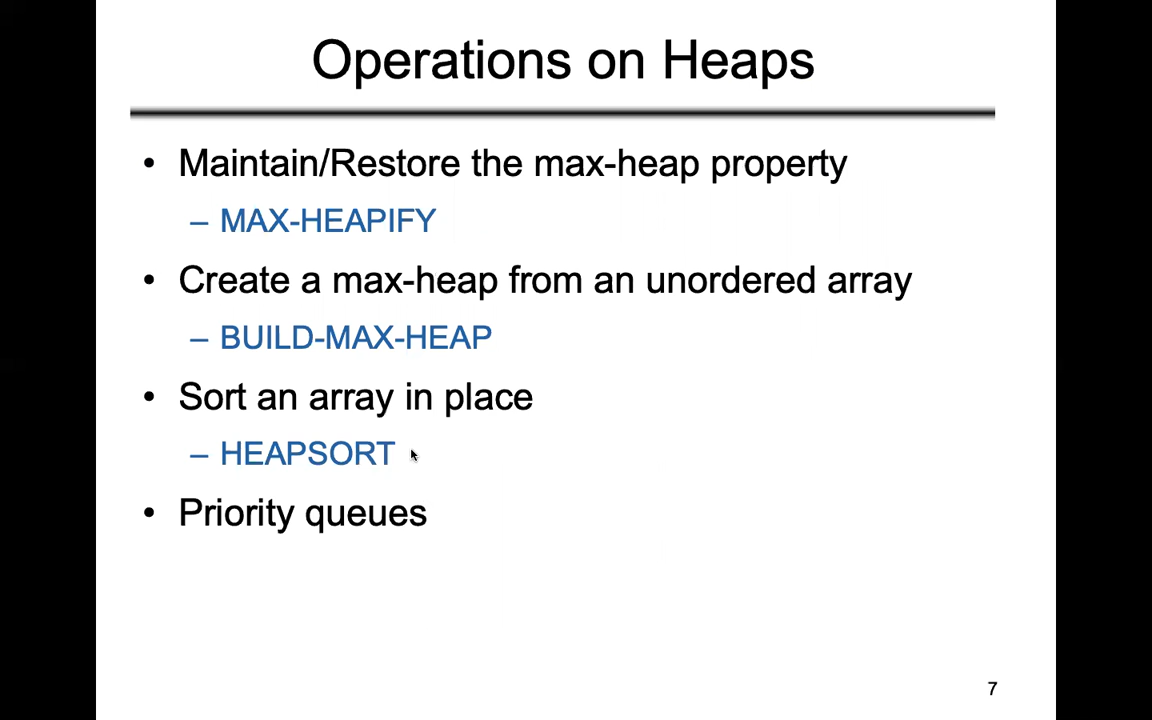 Operations on Heaps
• Maintain/Restore the max-heap property
– MAX-HEAPIFY
• Create a max-heap from an unordered array
– BUILD-MAX-HEAP
• Sort an array in place
– HEAPSORT
• Priority queues
7